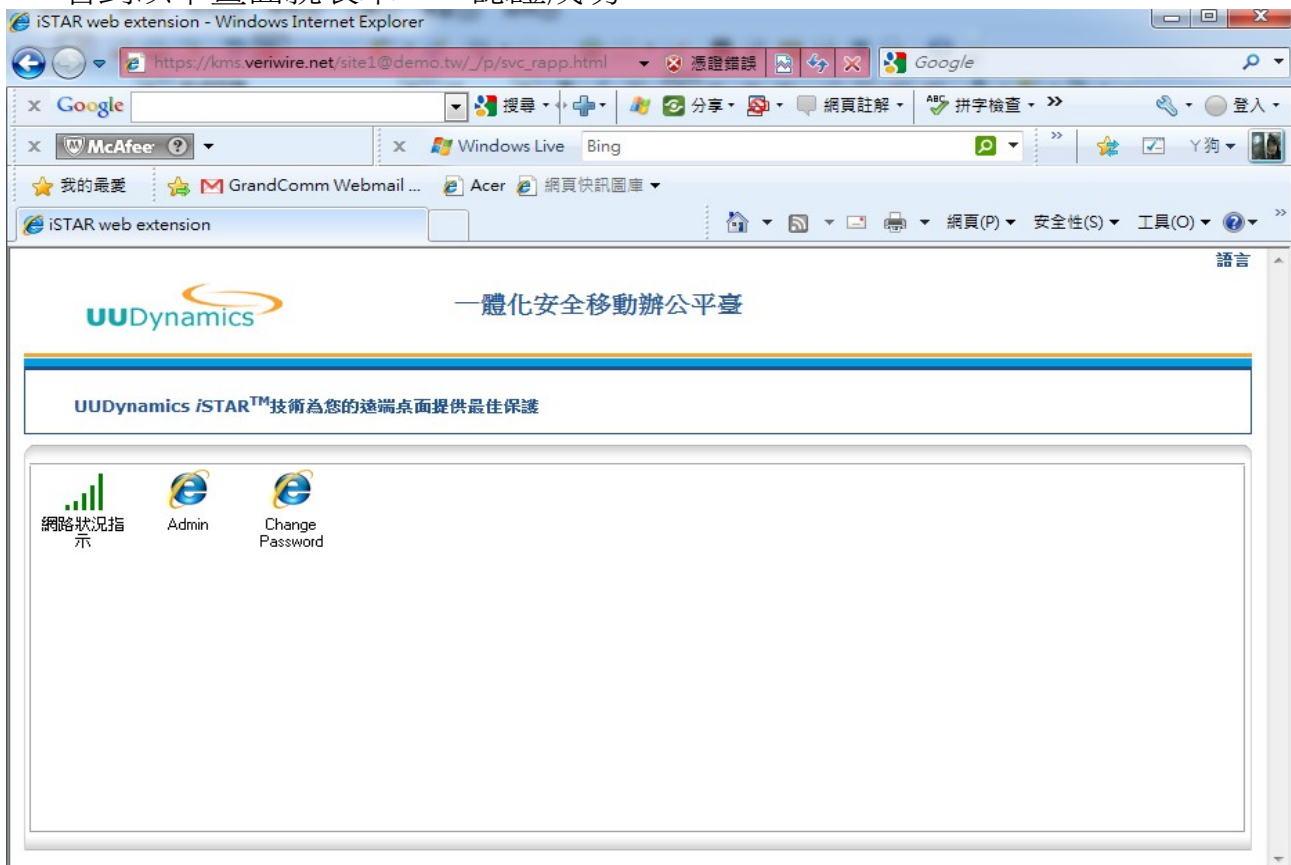 iSTAR web extension - Windows Internet Explorer
https://kms.veriwire.net/site1@demo.tw/_/p/svc_rapp.html 憑證錯誤 Google
x Google 搜尋 分享 網頁註解 ABC 拼字檢查 » 登入
x McAfee ? x Windows Live Bing » 丫狗
我的最愛 GrandComm Webmail ... Acer 網頁快訊圖庫
iSTAR web extension 網頁(P) 安全性(S) 工具(O) »
語言
UUDynamics 一體化安全移動辦公平臺
UUDynamics iSTARTM技術為您的遠端桌面提供最佳保護
網路狀況指示
Admin
Change
Password